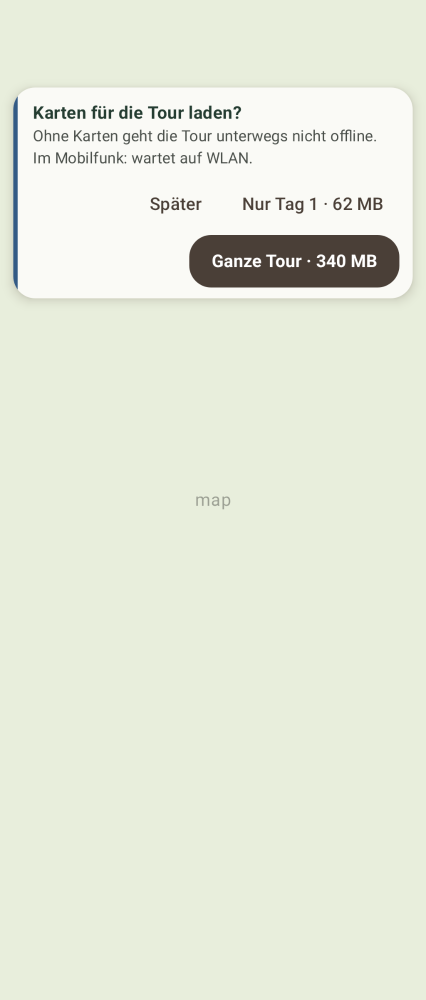 Karten für die Tour laden?
Ohne Karten geht die Tour unterwegs nicht offline.
Im Mobilfunk: wartet auf WLAN.
Später
Nur Tag 1 · 62 MB
Ganze Tour · 340 MB
map